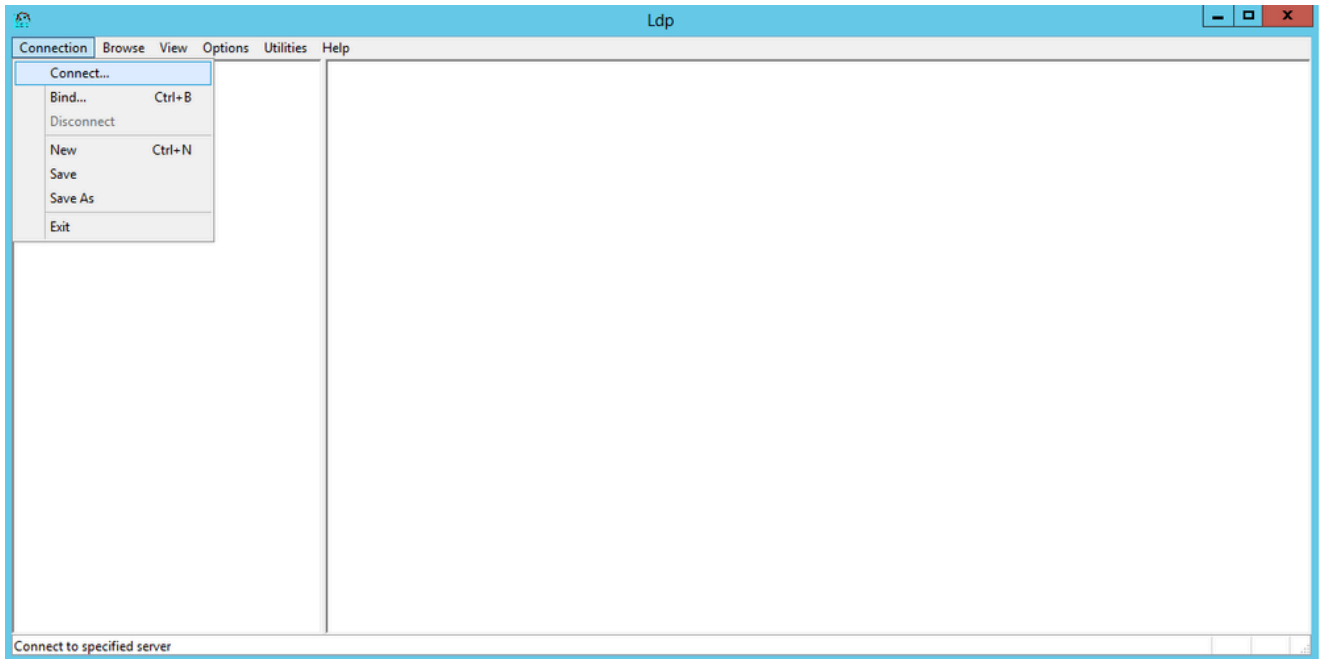 Ldp
Connection Browse View Options Utilities Help
Connect...
Bind... Ctrl+B
Disconnect
New Ctrl+N
Save
Save As
Exit
Connect to specified server